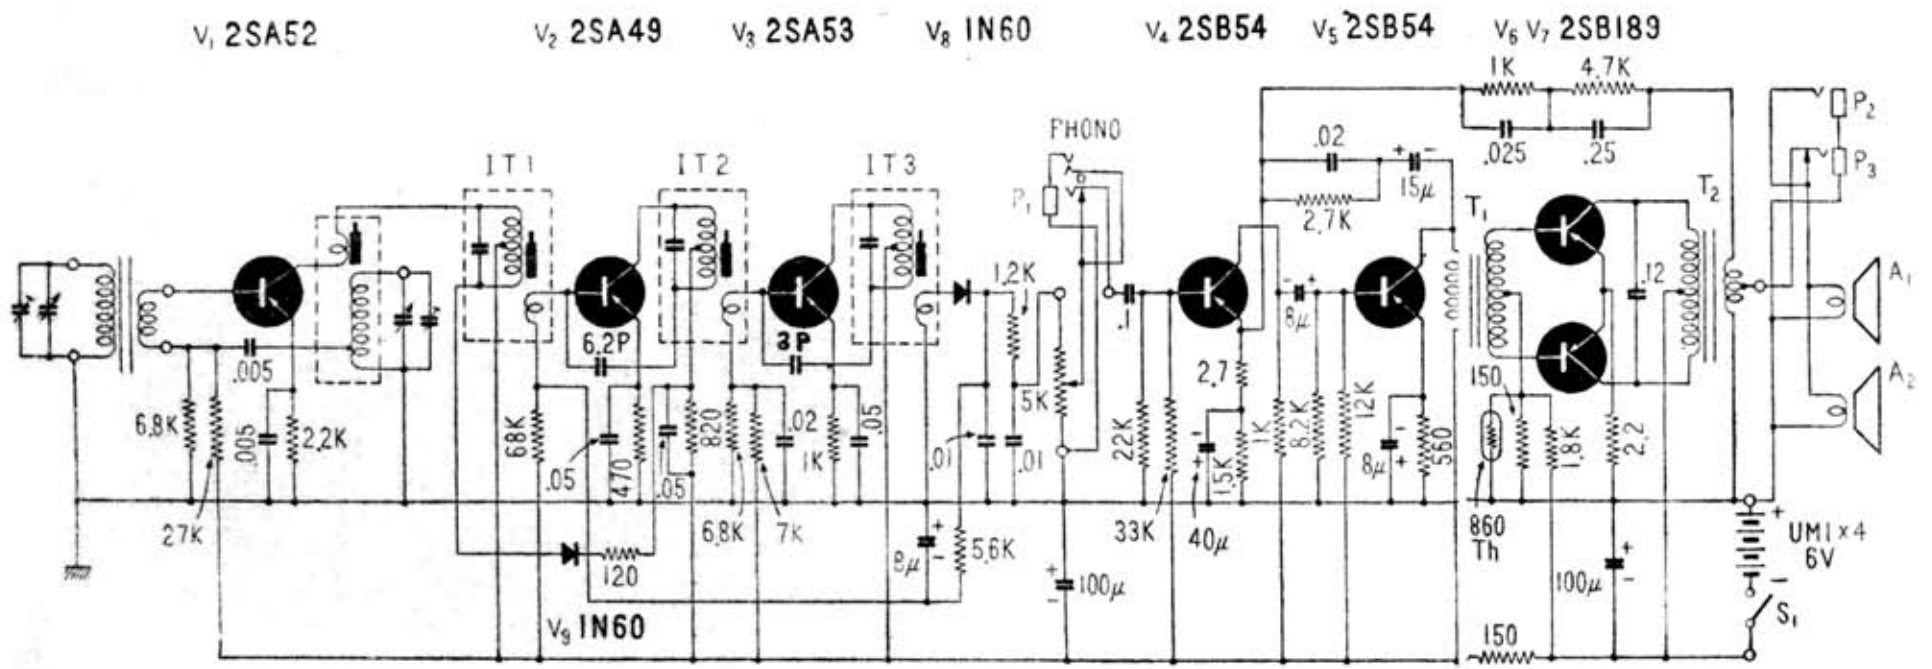 V₁ 2SA52
V₂ 2SA49
V₃ 2SA53
V₈ 1N60
V₄ 2SB54
V₅ 2SB54
V₆ V₇ 2SB189
1K
4.7K
.025
.25
P₂
P₃
PHONO
P₁
.02
15μ
2.7K
IT1
IT2
IT3
T₁
T₂
.12
A₁
A₂
6.2P
3P
1.2K
.1
8μ
.005
6.8K
.005
2.2K
27K
68K
.05
470
.05
820
6.8K
7K
.02
1K
.05
.01
.01
5K
22K
33K
2.7
40μ
1.5K
1K
8.2K
12K
8μ
560
150
1.8K
2.2
860
Th
120
8μ
5.6K
100μ
100μ
UM1×4
6V
S₁
V₉ 1N60
150